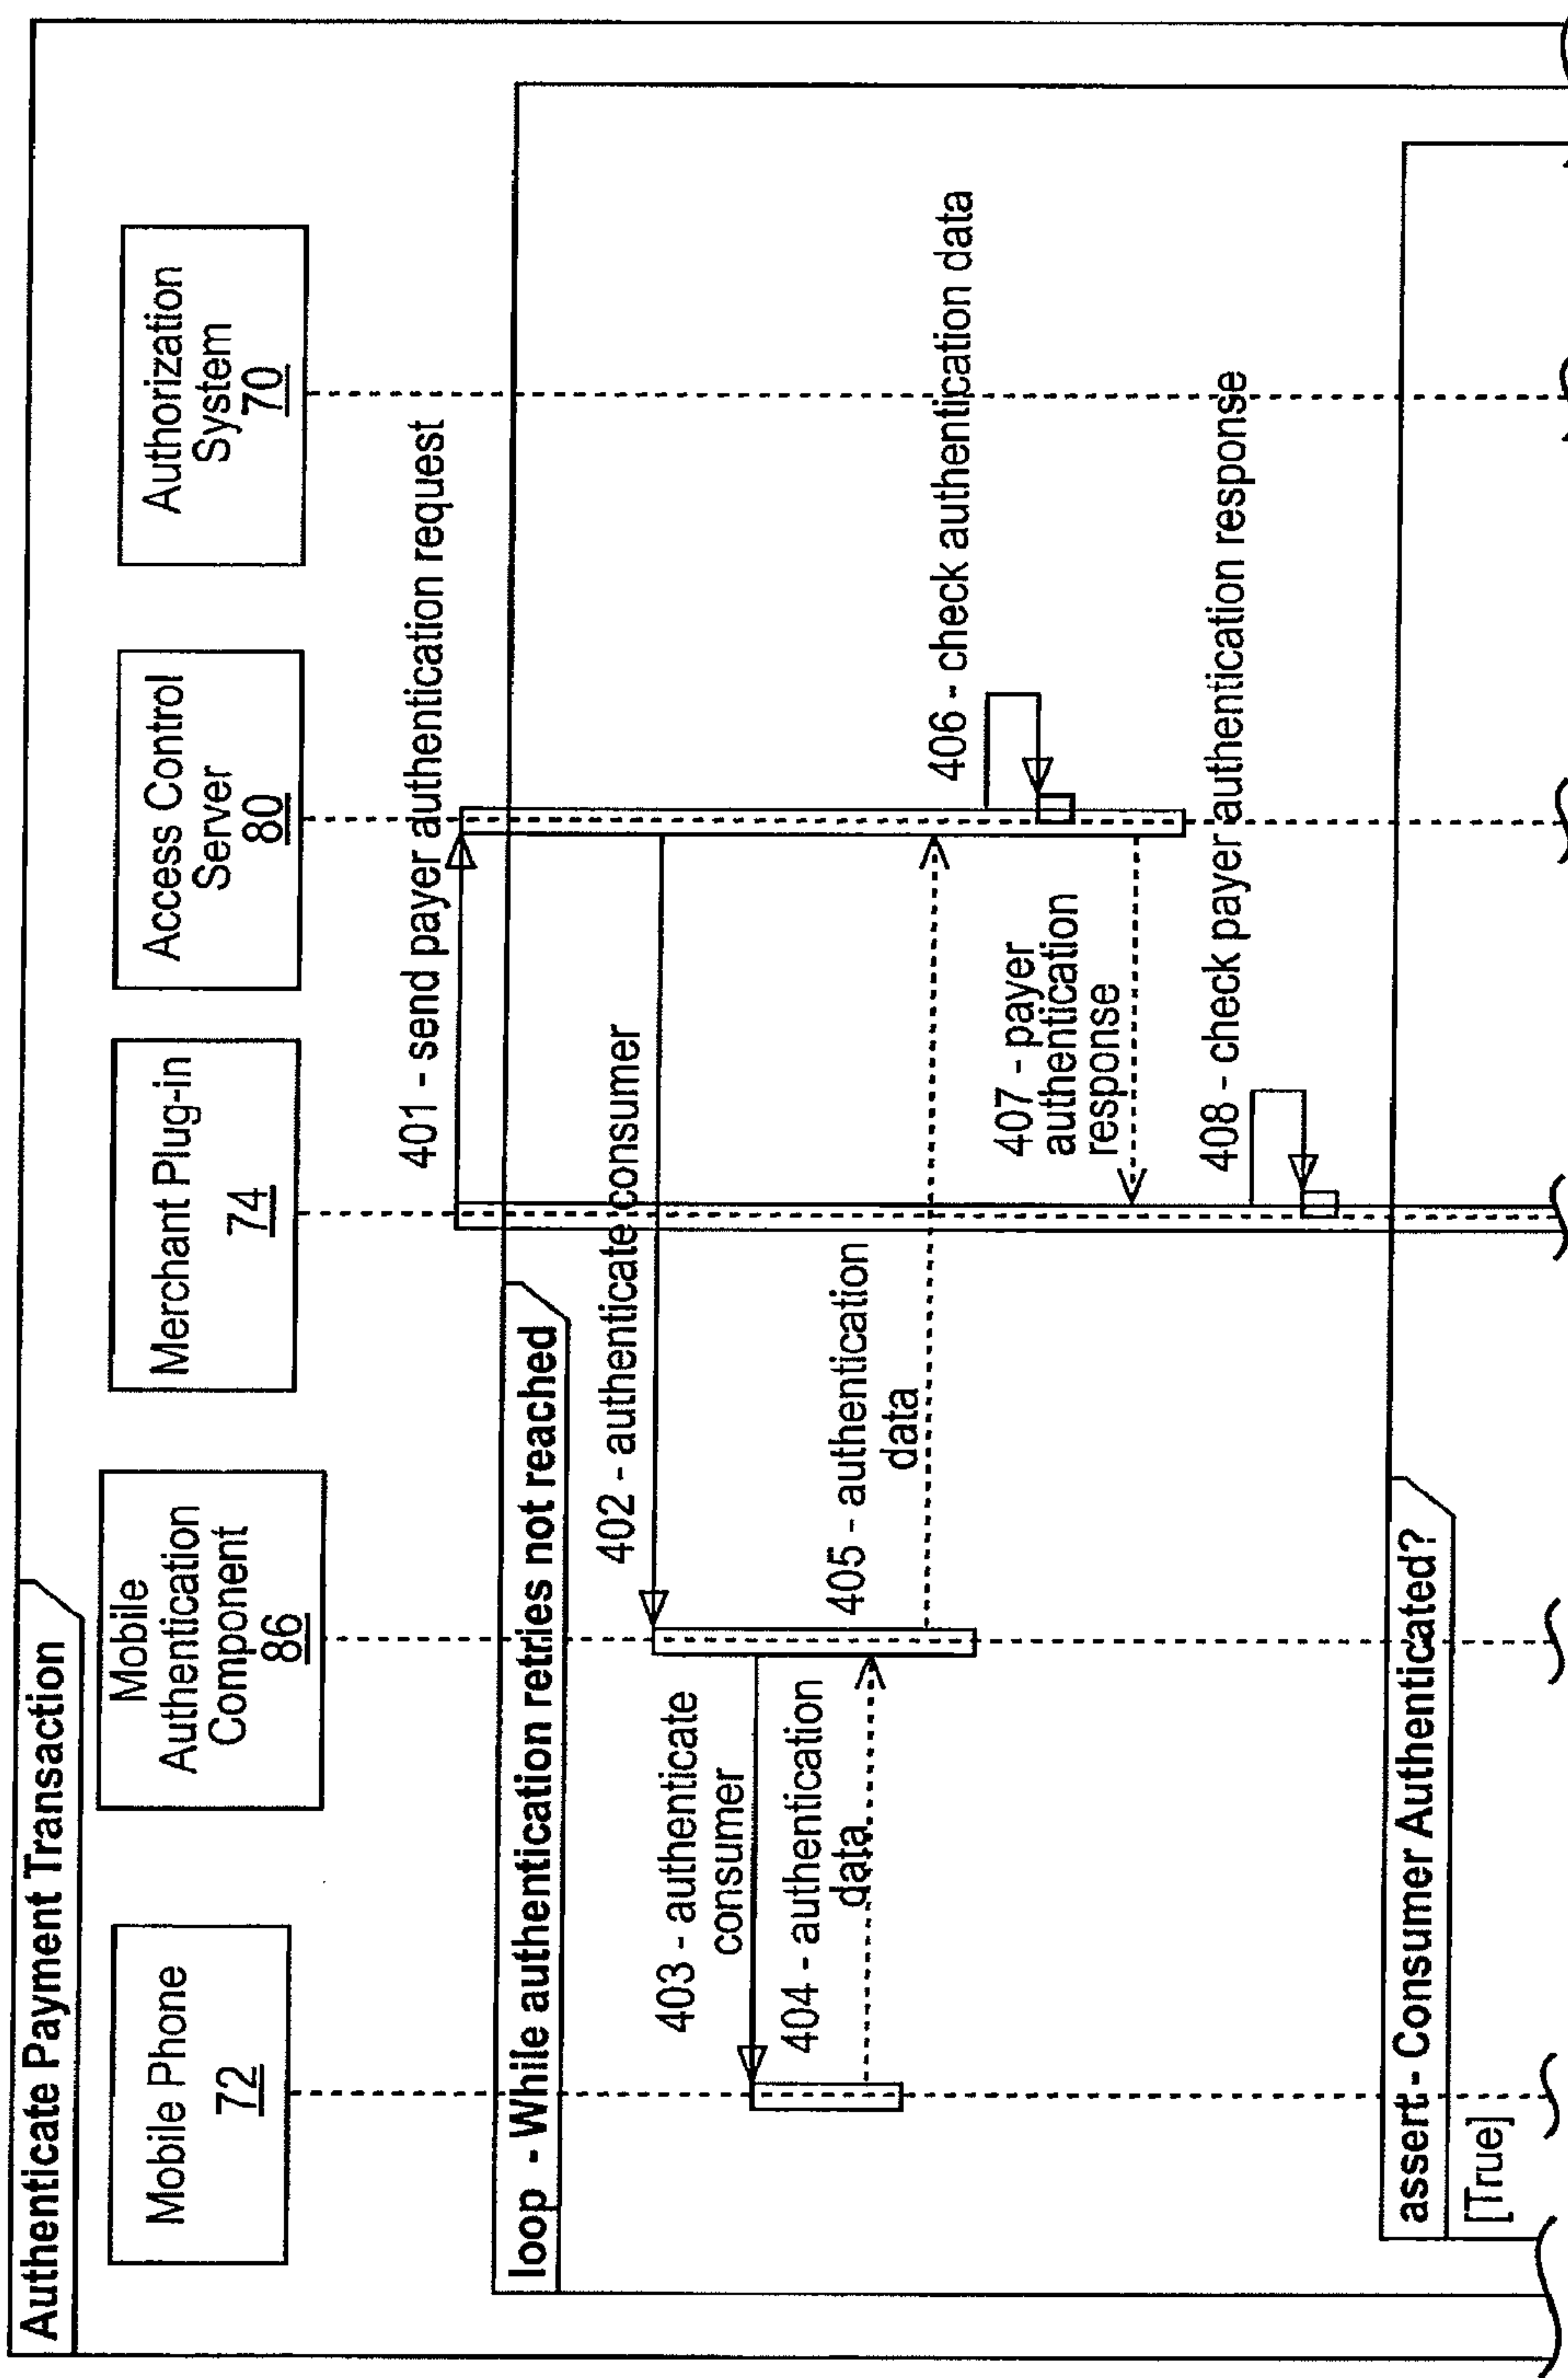 Authenticate Payment Transaction
Mobile Phone
72
Mobile
Authentication
Component
86
Merchant Plug-in
74
Access Control
Server
80
Authorization
System
70
401 - send payer authentication request
loop - While authentication retries not reached
402 - authenticate consumer
403 - authenticate
consumer
404 - authentication
data
405 - authentication
data
406 - check authentication data
407 - payer
authentication
response
408 - check payer authentication response
assert - Consumer Authenticated?
[True]